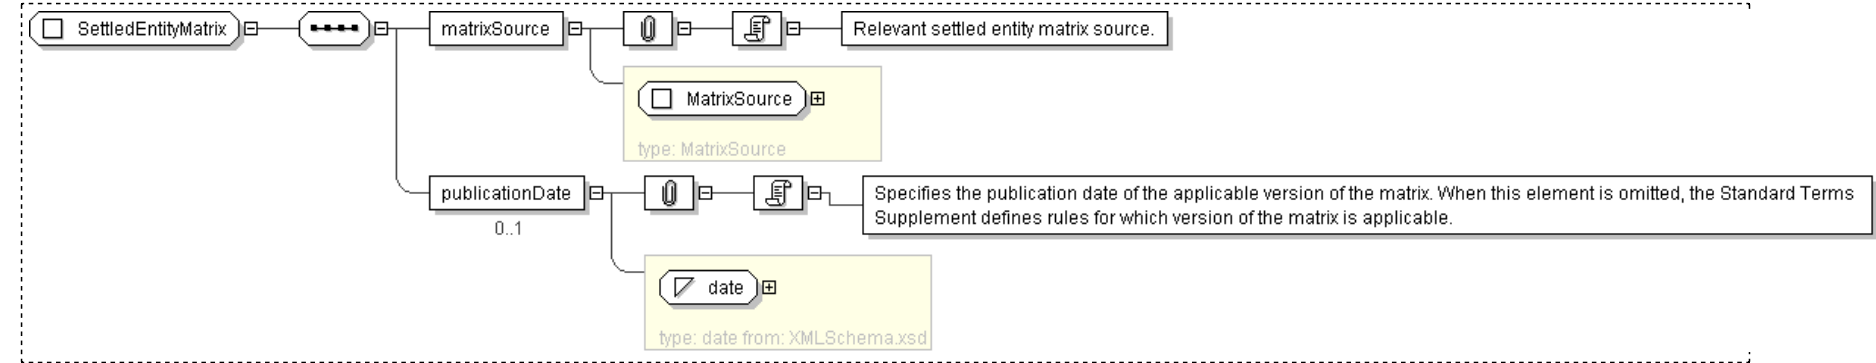 SettledEntityMatrix
matrixSource
Relevant settled entity matrix source.
MatrixSource
type: MatrixSource
publicationDate
0..1
Specifies the publication date of the applicable version of the matrix. When this element is omitted, the Standard Terms
Supplement defines rules for which version of the matrix is applicable.
date
type: date from: XMLSchema.xsd